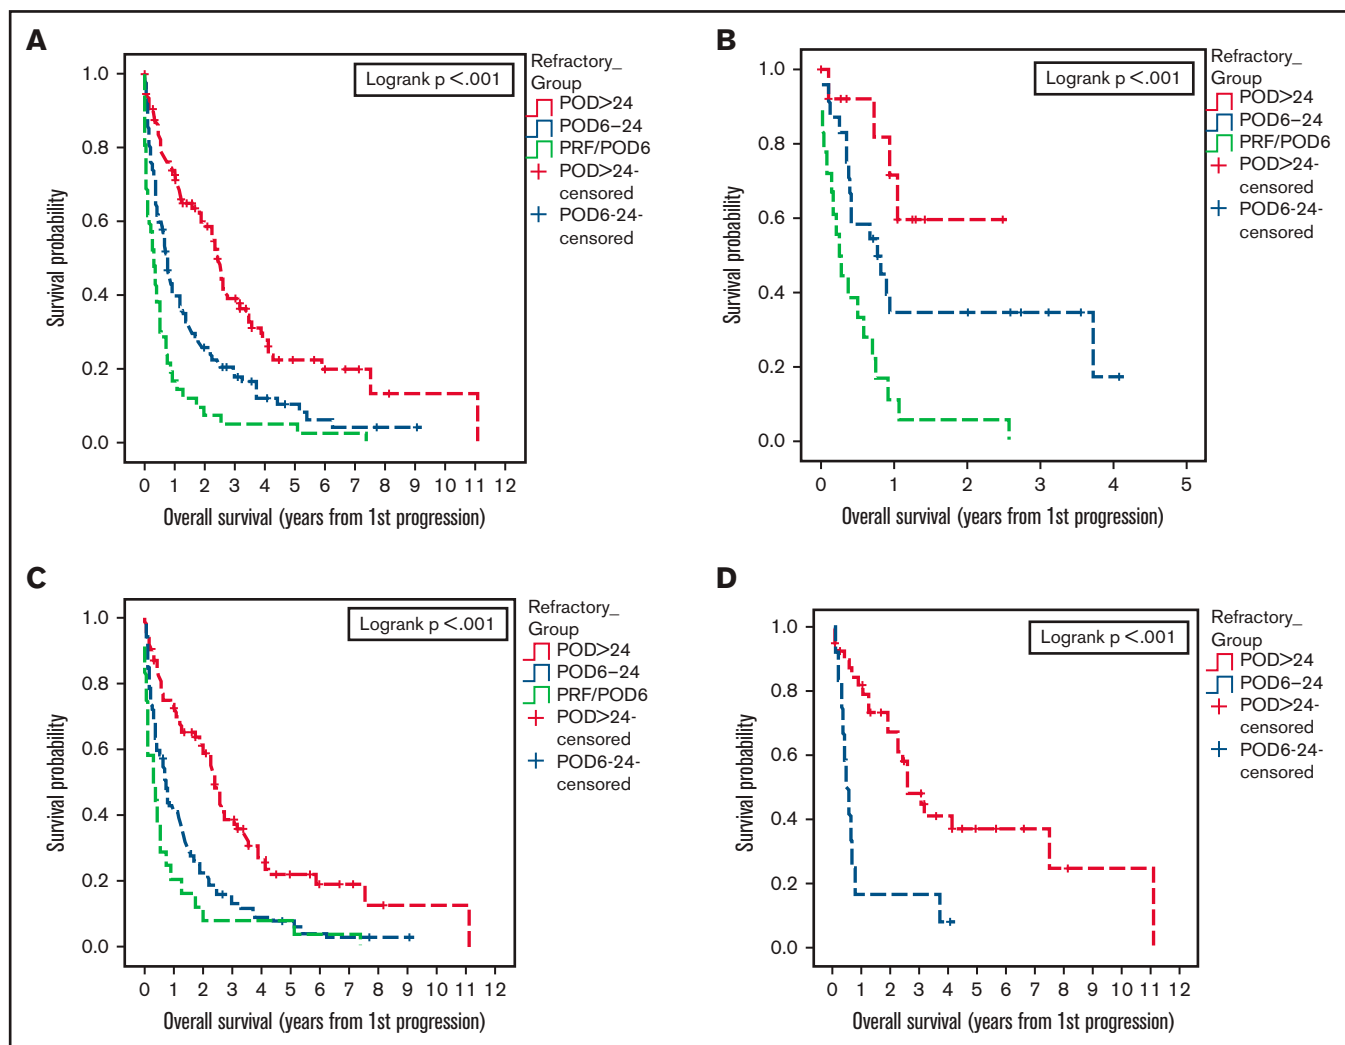 A
Logrank p <.001
Refractory_
Group
POD>24
POD6–24
PRF/POD6
POD>24-
censored
POD6-24-
censored
Survival probability
1.0
0.8
0.6
0.4
0.2
0.0
0 1 2 3 4 5 6 7 8 9 10 11 12
Overall survival (years from 1st progression)
B
Logrank p <.001
Refractory_
Group
POD>24
POD6–24
PRF/POD6
POD>24-
censored
POD6-24-
censored
Survival probability
1.0
0.8
0.6
0.4
0.2
0.0
0 1 2 3 4 5
Overall survival (years from 1st progression)
C
Logrank p <.001
Refractory_
Group
POD>24
POD6–24
PRF/POD6
POD>24-
censored
POD6-24-
censored
Survival probability
1.0
0.8
0.6
0.4
0.2
0.0
0 1 2 3 4 5 6 7 8 9 10 11 12
Overall survival (years from 1st progression)
D
Logrank p <.001
Refractory_
Group
POD>24
POD6–24
POD>24-
censored
POD6-24-
censored
Survival probability
1.0
0.8
0.6
0.4
0.2
0.0
0 1 2 3 4 5 6 7 8 9 10 11 12
Overall survival (years from 1st progression)